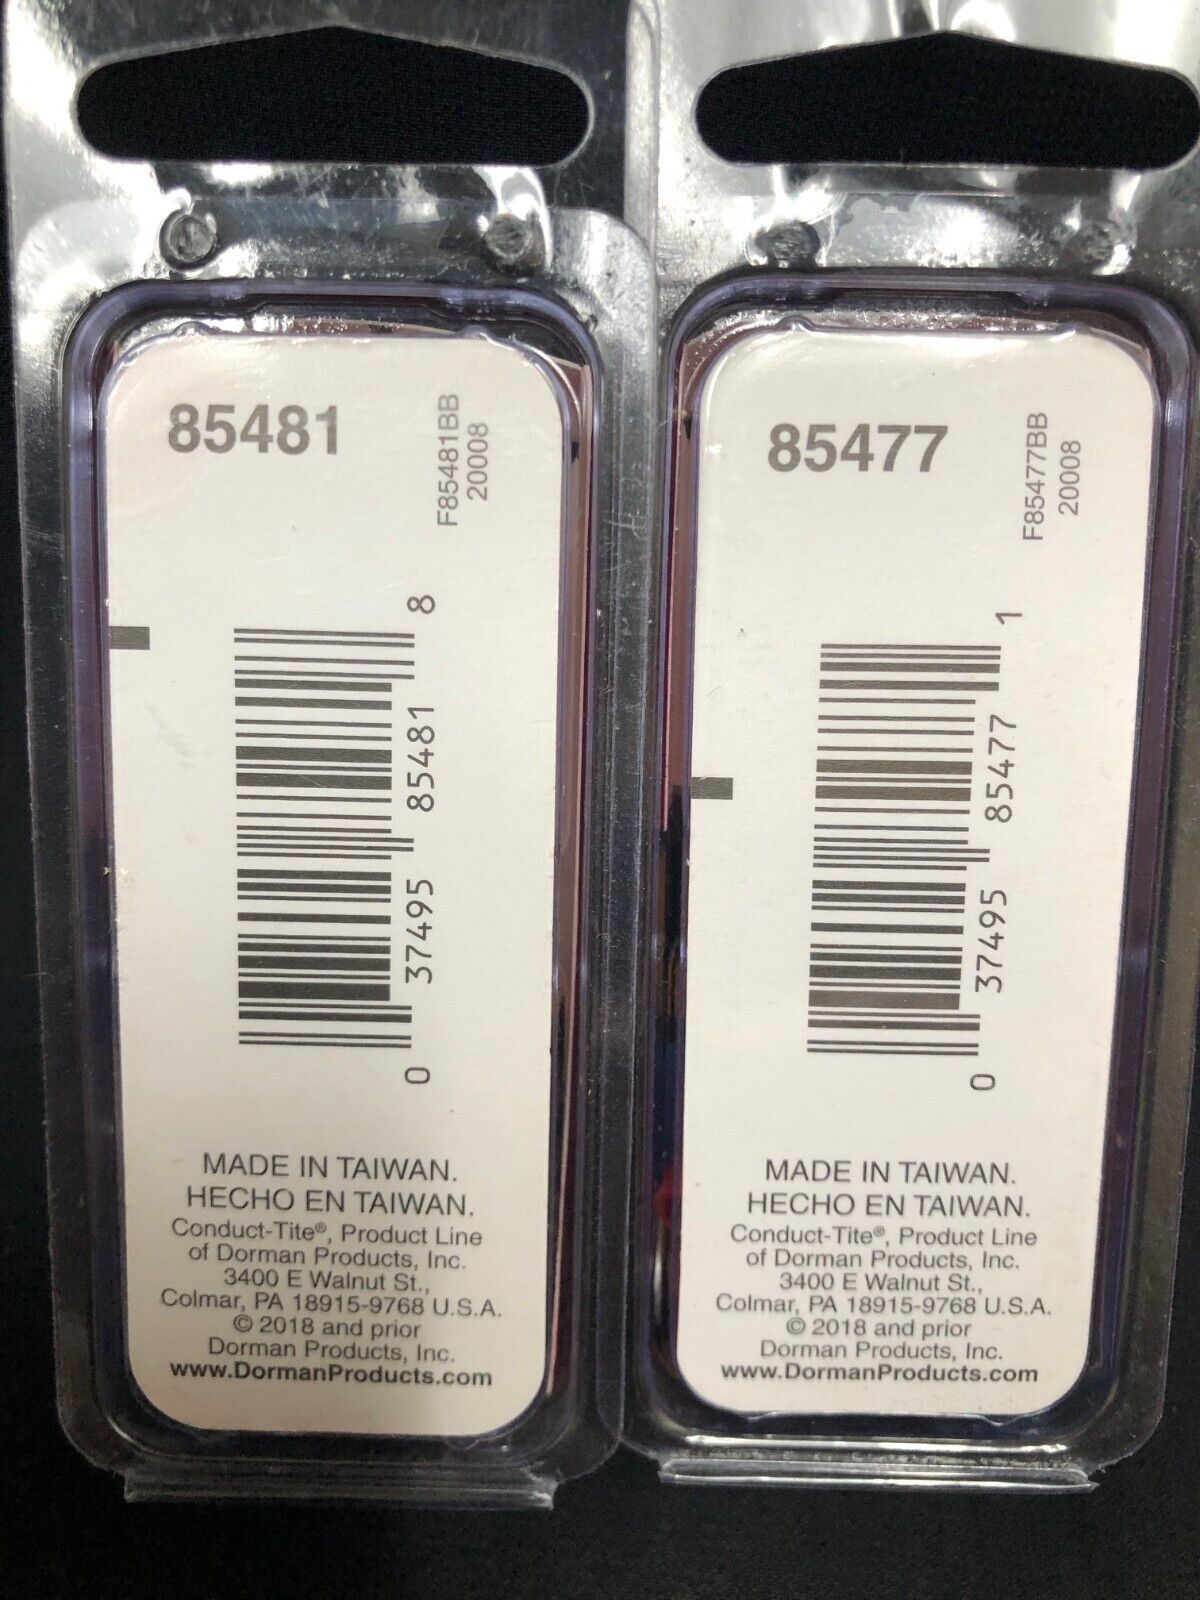 85481
F85481BB
20008
8
85481
37495
0
MADE IN TAIWAN.
HECHO EN TAIWAN.
Conduct-Tite®, Product Line
of Dorman Products, Inc.
3400 E Walnut St.,
Colmar, PA 18915-9768 U.S.A.
© 2018 and prior
Dorman Products, Inc.
www.DormanProducts.com
85477
F85477BB
20008
1
85477
37495
0
MADE IN TAIWAN.
HECHO EN TAIWAN.
Conduct-Tite®, Product Line
of Dorman Products, Inc.
3400 E Walnut St.,
Colmar, PA 18915-9768 U.S.A.
© 2018 and prior
Dorman Products, Inc.
www.DormanProducts.com